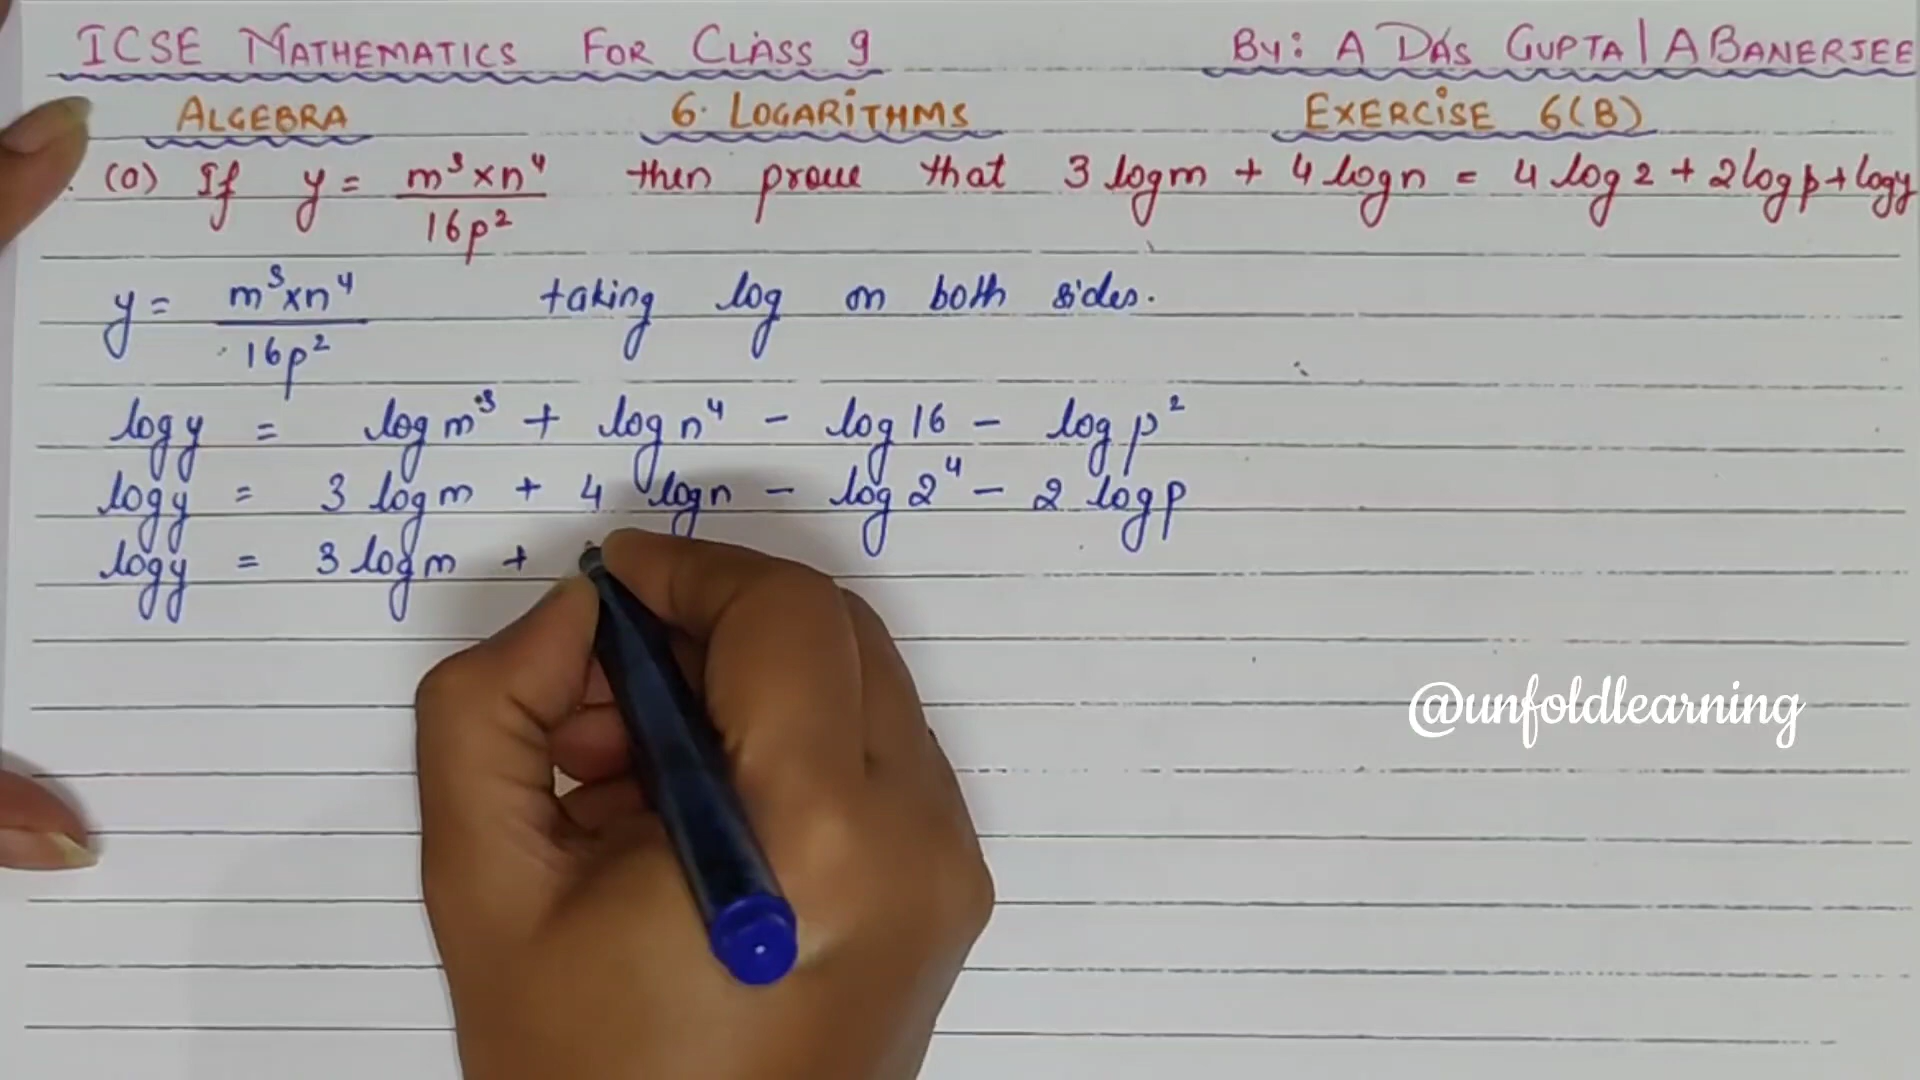 ICSE MATHEMATICS FOR CLASS 9 BY: A DAS GUPTA | A BANERJEE
ALGEBRA 6. LOGARITHMS EXERCISE 6(B)
. (O) If y = m³×n⁴/16p² then prove that 3 log m + 4 log n = 4 log 2 + 2 log p + log y
y = m³×n⁴/16p² taking log on both sides.
log y = log m³ + log n⁴ - log 16 - log p²
log y = 3 log m + 4 log n - log 2⁴ - 2 log p
log y = 3 log m +
@unfoldlearning